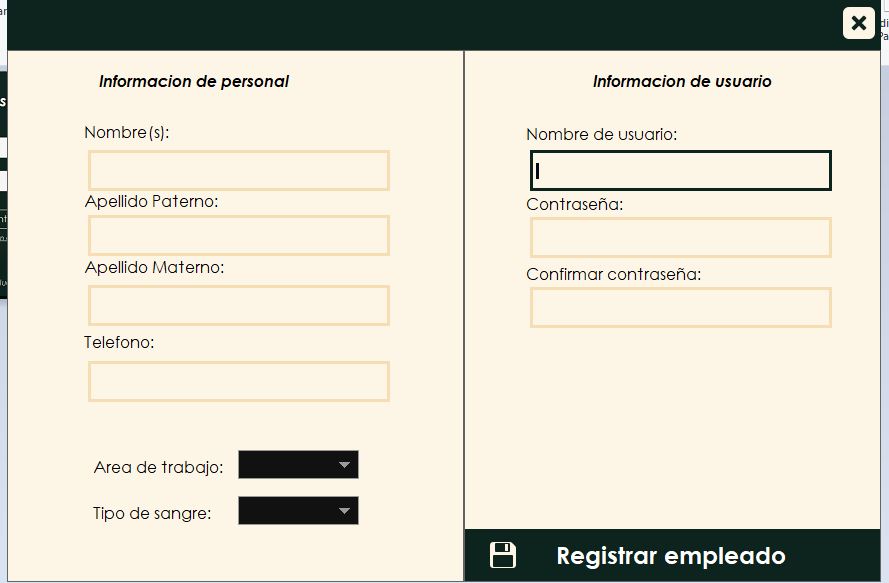 Informacion de personal
Nombre(s):
Apellido Paterno:
Apellido Materno:
Telefono:
Area de trabajo:
Tipo de sangre:
Informacion de usuario
Nombre de usuario:
Contraseña:
Confirmar contraseña:
Registrar empleado